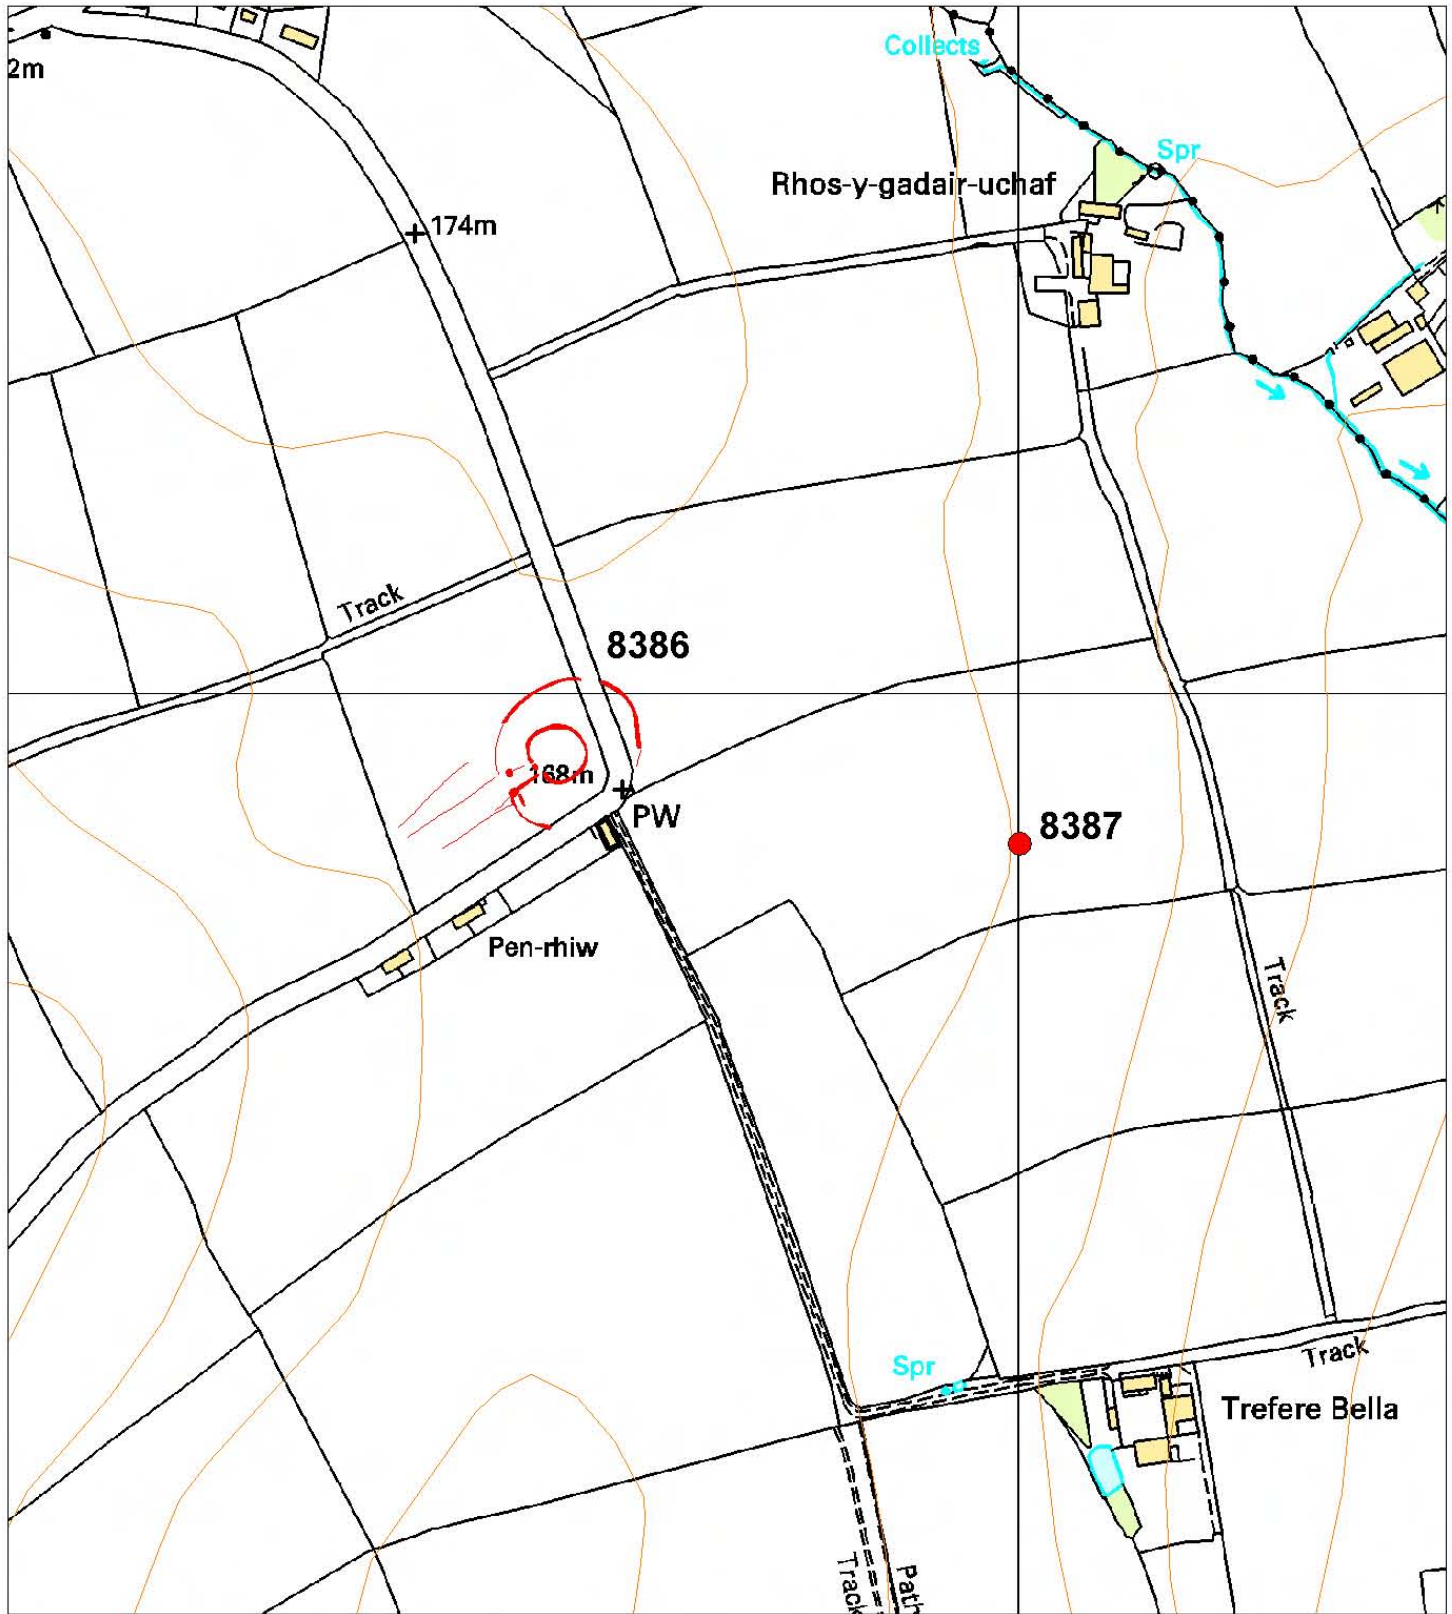 Collects
2m
Spr
Rhos-y-gadair-uchaf
174m
Track
8386
168m
PW
8387
Pen-rhiw
Track
Track
Spr
Trefere Bella
Track
Path